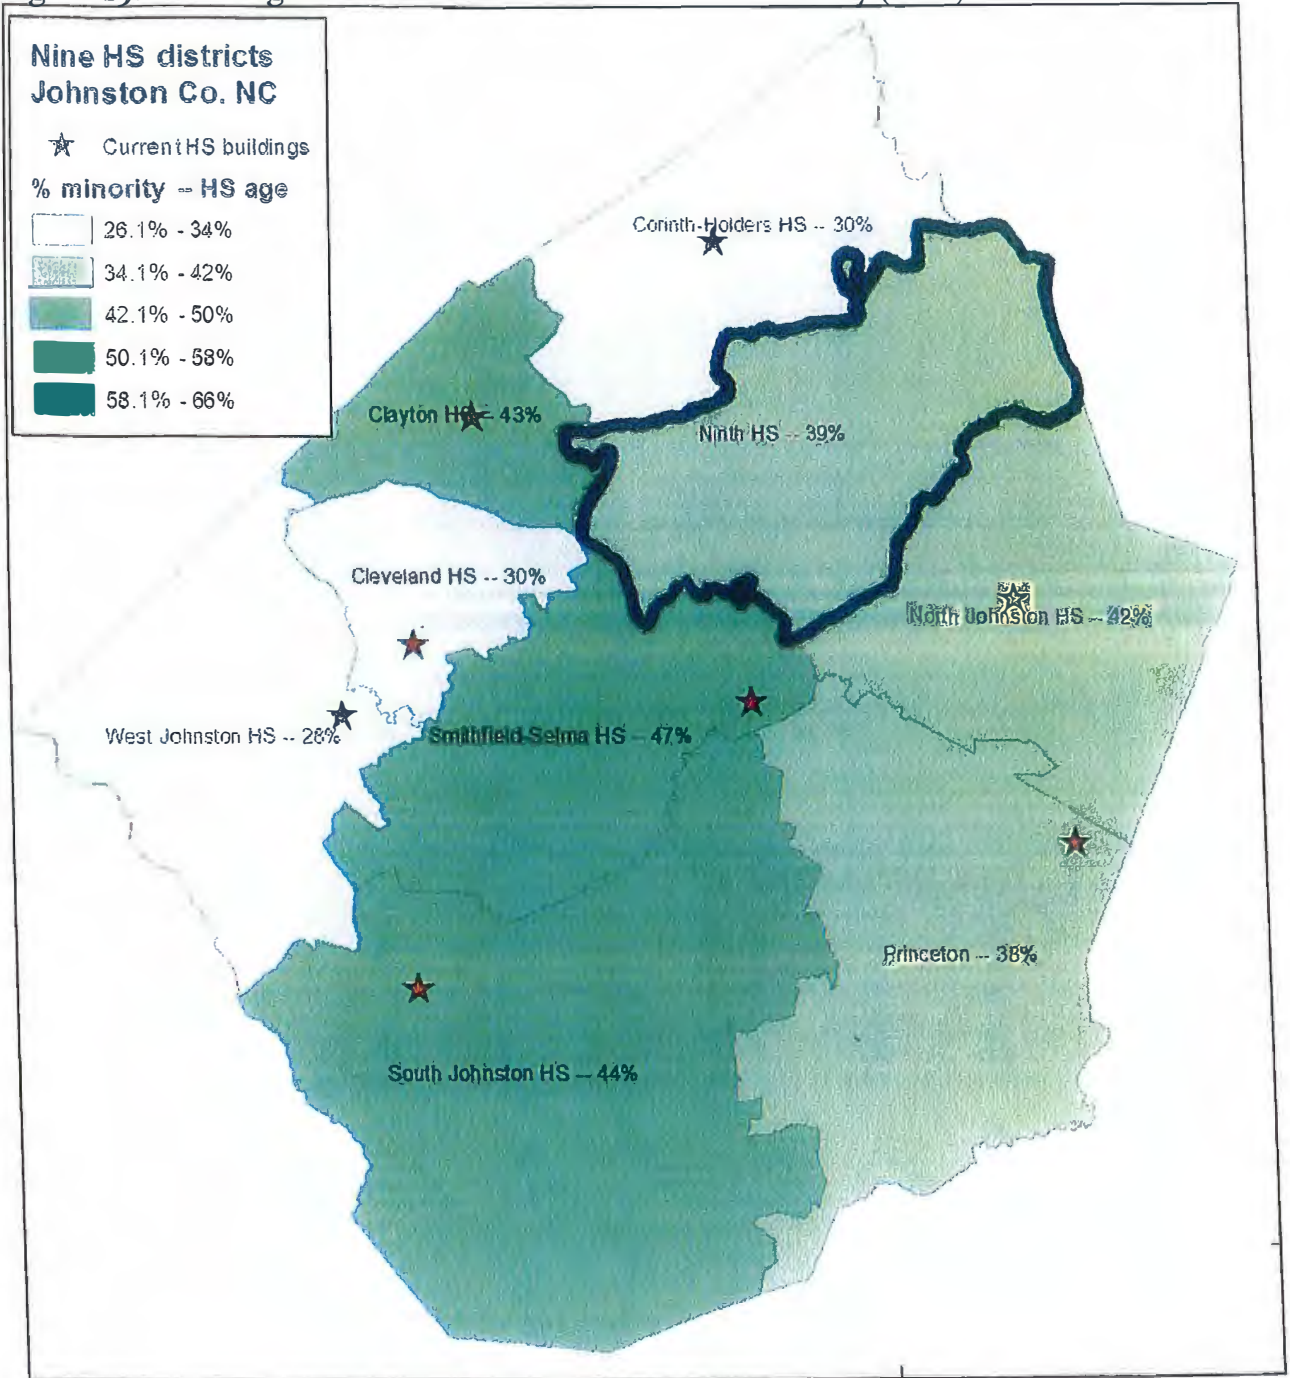 Nine HS districts
Johnston Co. NC
Current HS buildings
% minority -- HS age
26.1% - 34%
34.1% - 42%
42.1% - 50%
50.1% - 58%
58.1% - 66%
Corinth-Holders HS -- 30%
Clayton HS -- 43%
Ninth HS -- 39%
Cleveland HS -- 30%
North Johnston HS -- 42%
West Johnston HS -- 28%
Smithfield-Selma HS -- 47%
Princeton -- 38%
South Johnston HS -- 44%